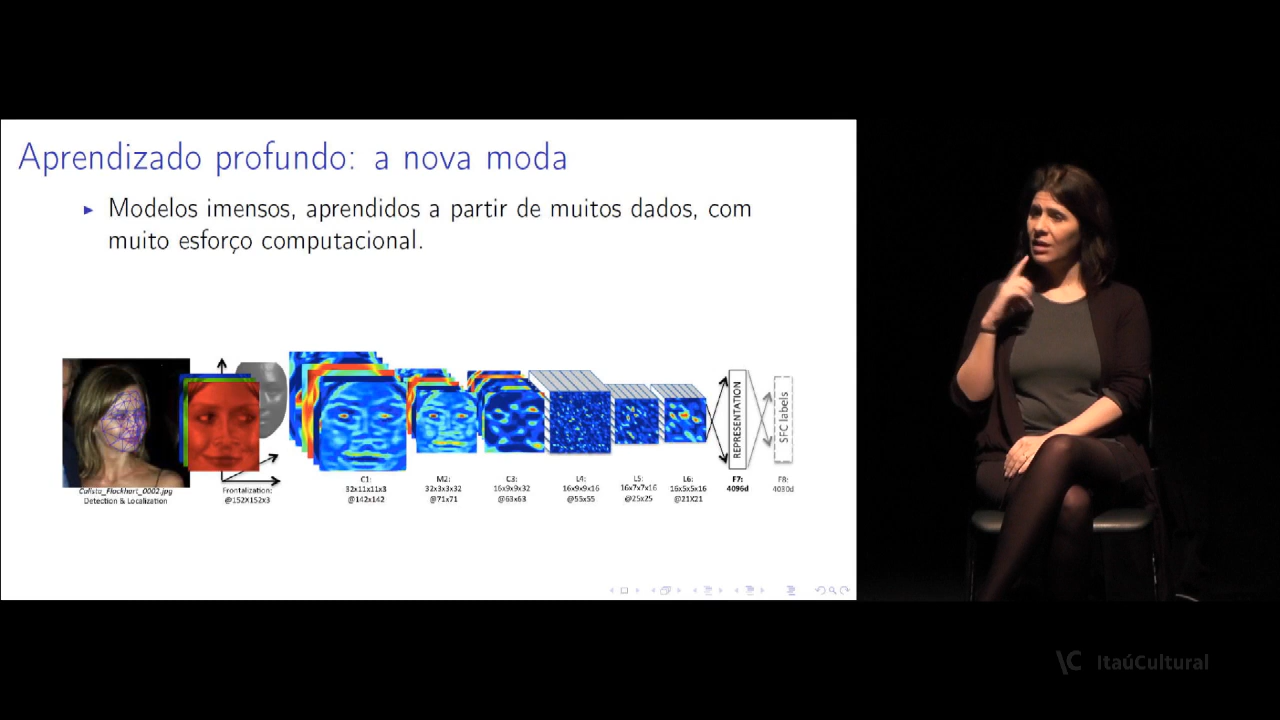 Aprendizado profundo: a nova moda
Modelos imensos, aprendidos a partir de muitos dados, com
muito esforço computacional.
Calista_Flockhart_0002.jpg
Detection & Localization
Frontalization:
@152X152x3
C1:
32x11x11x3
@142x142
M2:
32x3x3x32
@71x71
C3:
16x9x9x32
@63x63
L4:
16x9x9x16
@55x55
L5:
16x7x7x16
@25x25
L6:
16x5x5x16
@21X21
REPRESENTATION
F7:
4096d
SFC labels
F8:
4030d
ItaúCultural